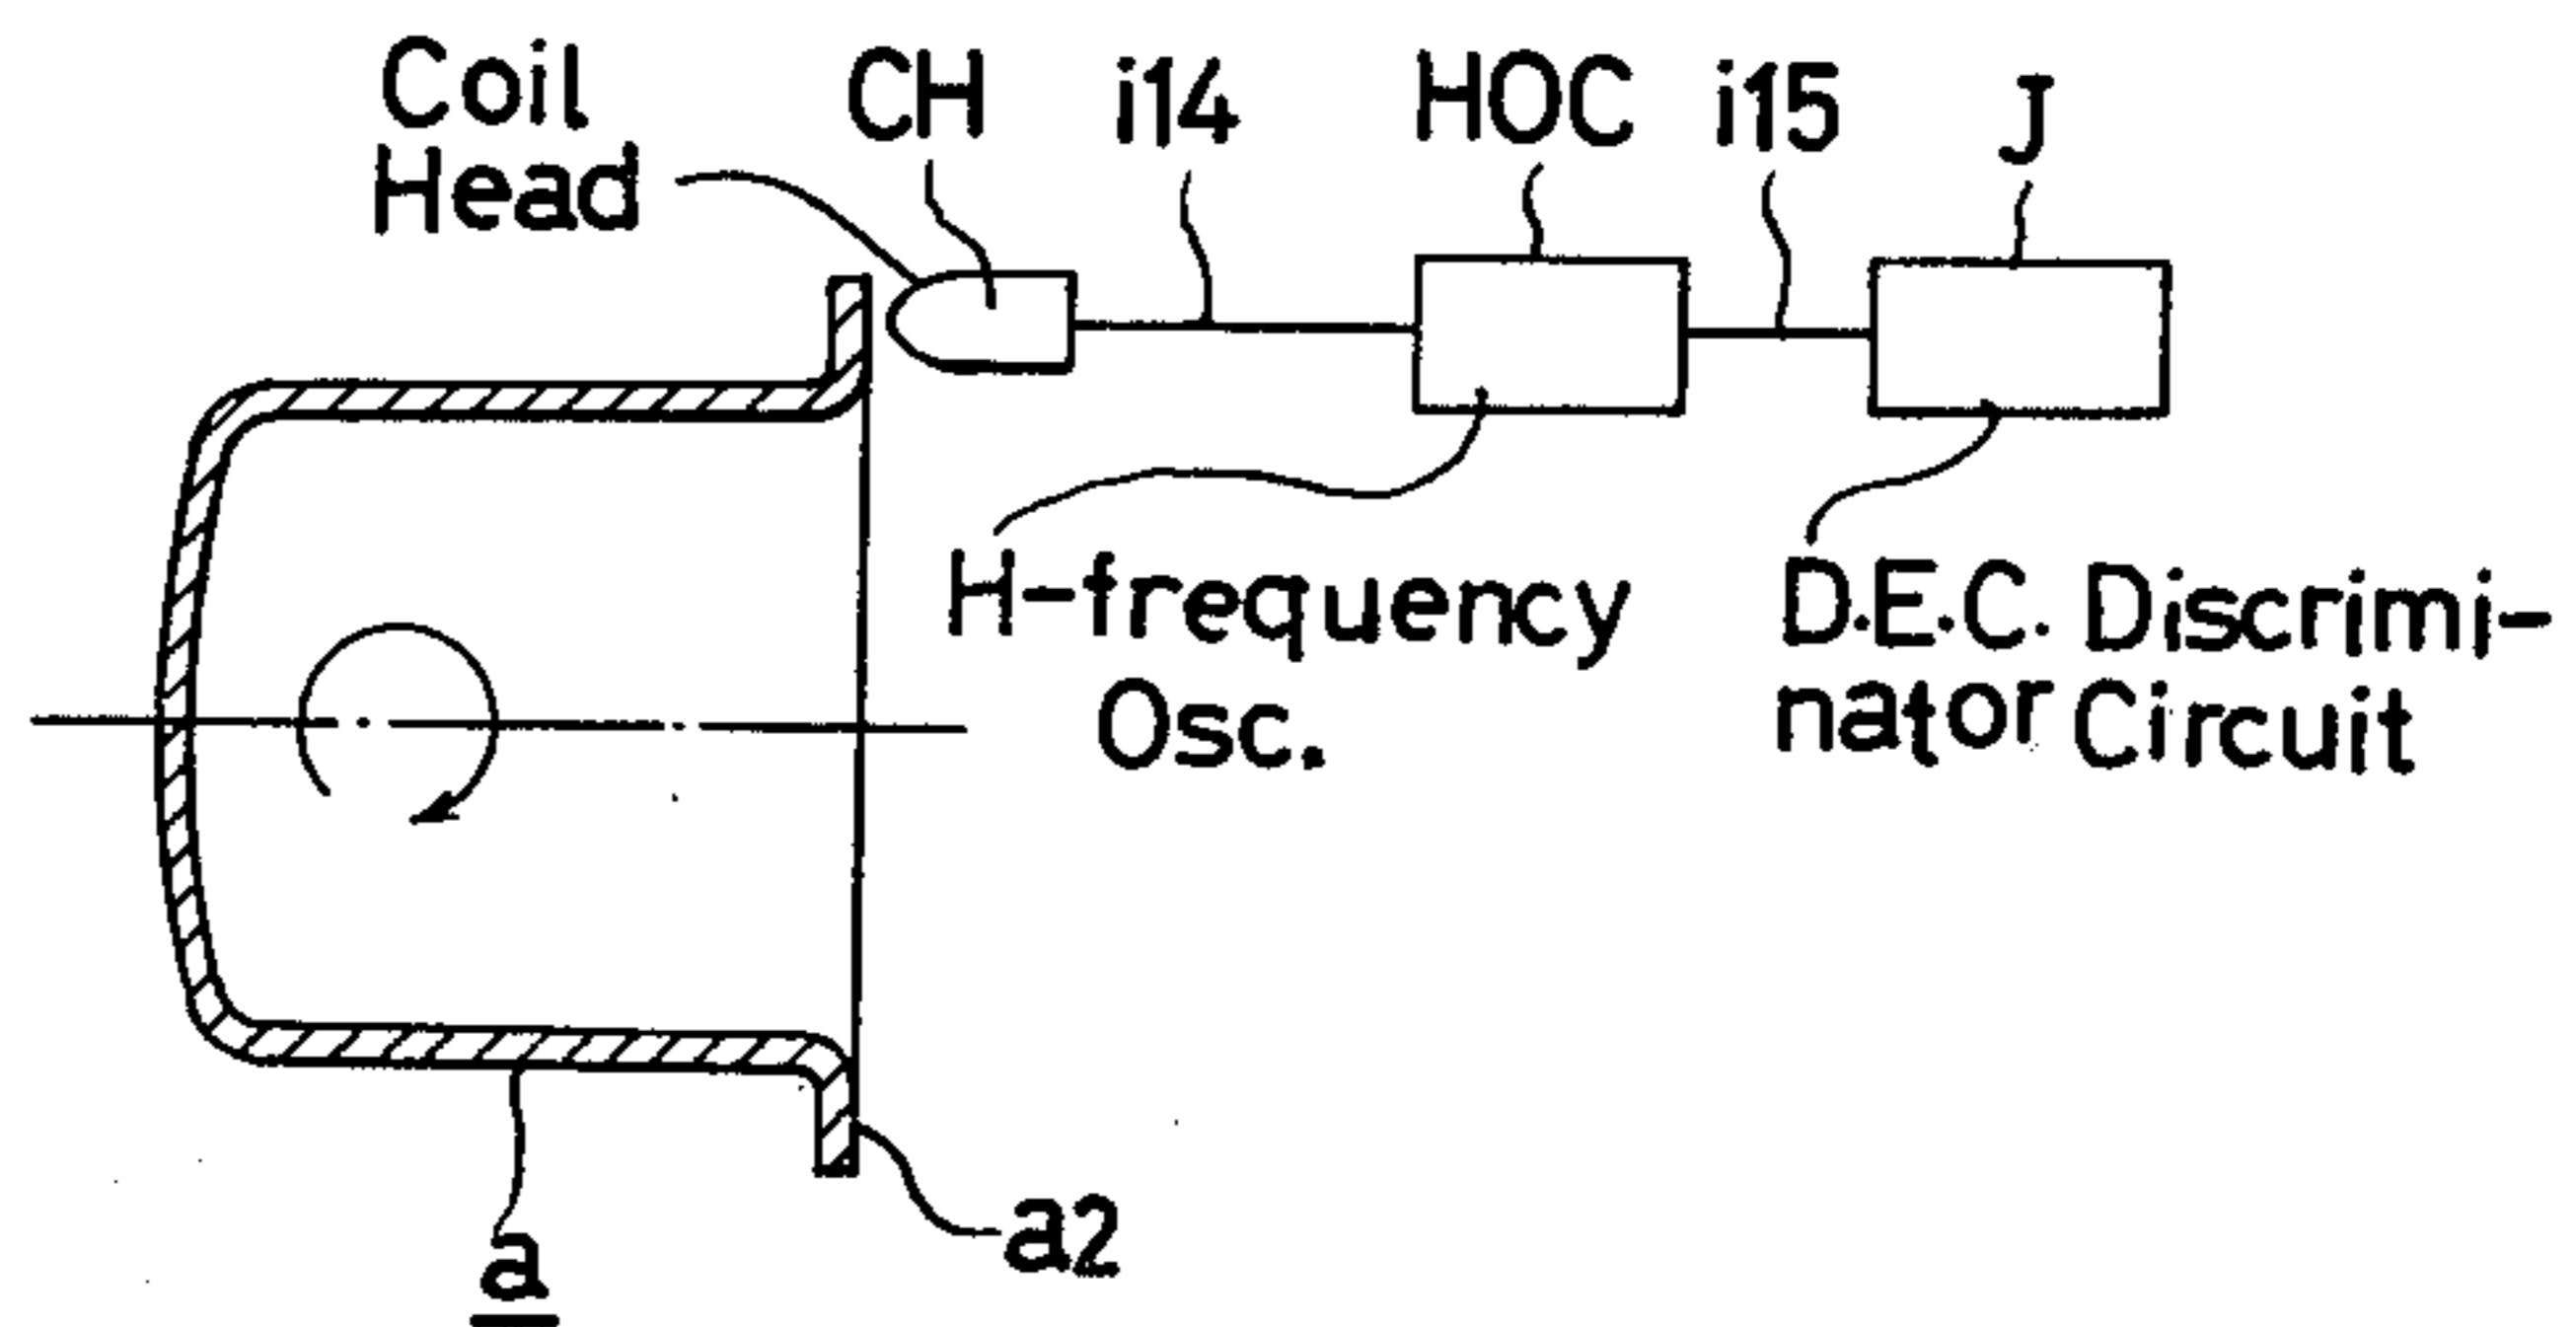 Coil
Head
CH
i14
HOC
i15
J
H-frequency
Osc.
D.E.C. Discrimi-
nator Circuit
a
a2